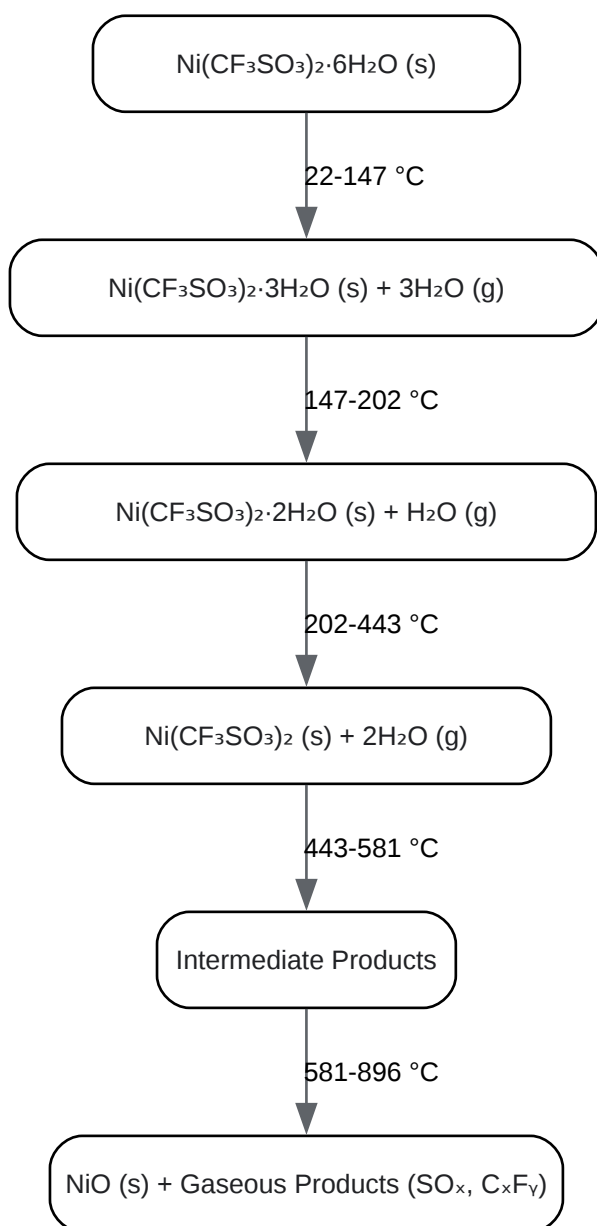 Ni(CF₃SO₃)₂·6H₂O (s)
22-147 °C
Ni(CF₃SO₃)₂·3H₂O (s) + 3H₂O (g)
147-202 °C
Ni(CF₃SO₃)₂·2H₂O (s) + H₂O (g)
202-443 °C
Ni(CF₃SO₃)₂ (s) + 2H₂O (g)
443-581 °C
Intermediate Products
581-896 °C
NiO (s) + Gaseous Products (SOₓ, CₓFᵧ)